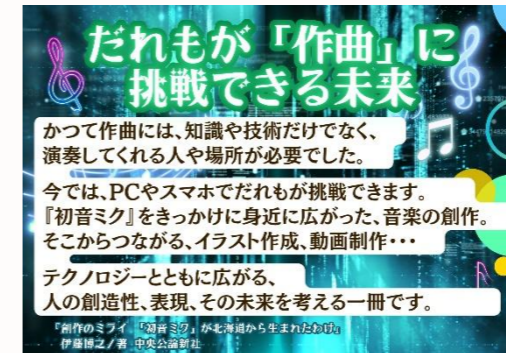 だれもが「作曲」に
挑戦できる未来
かつて作曲には、知識や技術だけでなく、
演奏してくれる人や場所が必要でした。
今では、PCやスマホでだれもが挑戦できます。
『初音ミク』をきっかけに身近に広がった、音楽の創作。
そこからつながる、イラスト作成、動画制作・・・
テクノロジーとともに広がる、
人の創造性、表現、その未来を考える一冊です。
『創作のミライ 「初音ミク」が北海道から生まれたわけ』
伊藤博之/著 中央公論新社